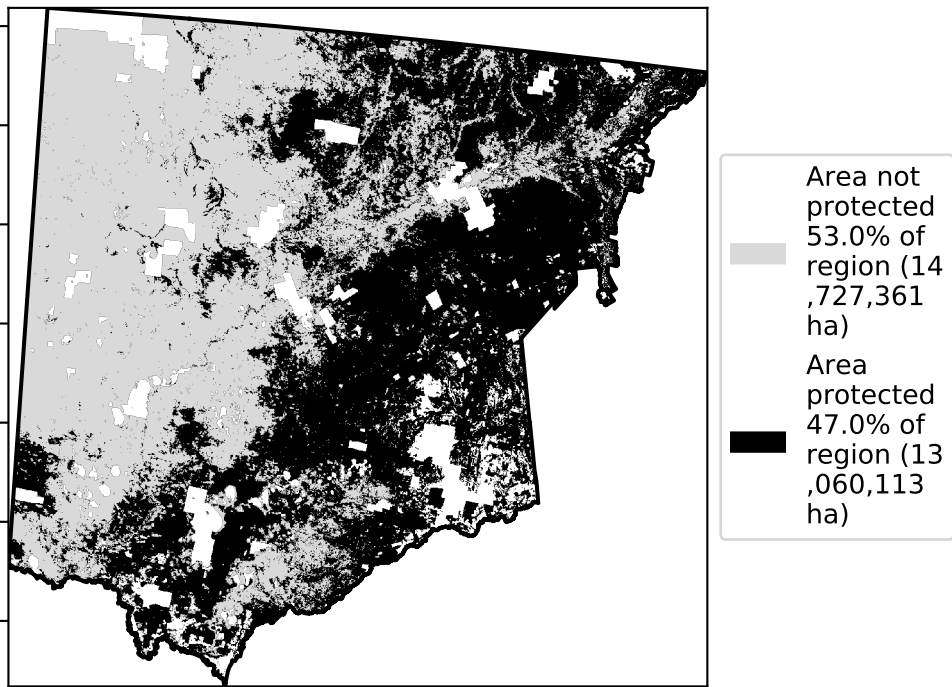 Area not
protected
53.0% of
region (14
,727,361
ha)
Area
protected
47.0% of
region (13
,060,113
ha)